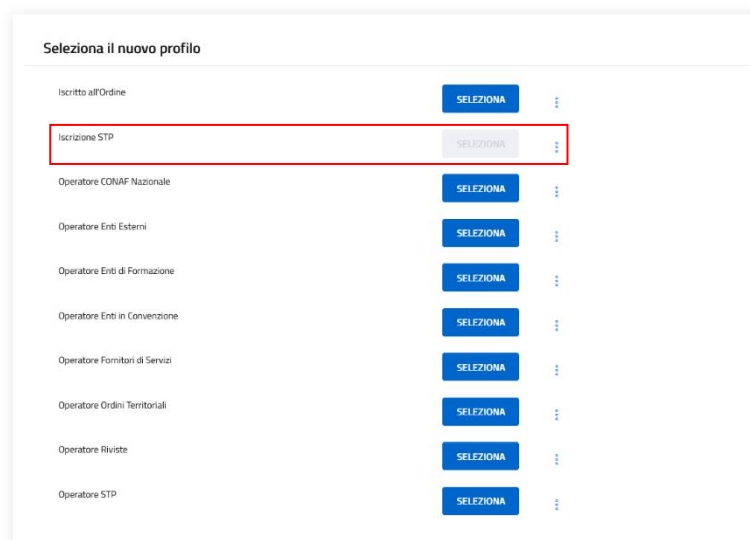 Seleziona il nuovo profilo
Iscritto all'Ordine SELEZIONA
Iscrizione STP SELEZIONA
Operatore CONAF Nazionale SELEZIONA
Operatore Enti Esterni SELEZIONA
Operatore Enti di Formazione SELEZIONA
Operatore Enti in Convenzione SELEZIONA
Operatore Fornitori di Servizi SELEZIONA
Operatore Ordini Territoriali SELEZIONA
Operatore Riviste SELEZIONA
Operatore STP SELEZIONA